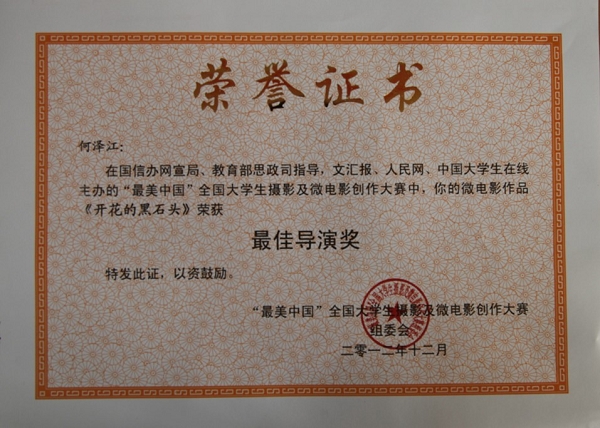 荣誉证书
何泽江：
在国信办网宣局、教育部思政司指导，文汇报、人民网、中国大学生在线
主办的“最美中国”全国大学生摄影及微电影创作大赛中，你的微电影作品
《开花的黑石头》荣获
最佳导演奖
特发此证，以资鼓励。
“最美中国”全国大学生摄影及微电影创作大赛
组委会
二零一二年十二月